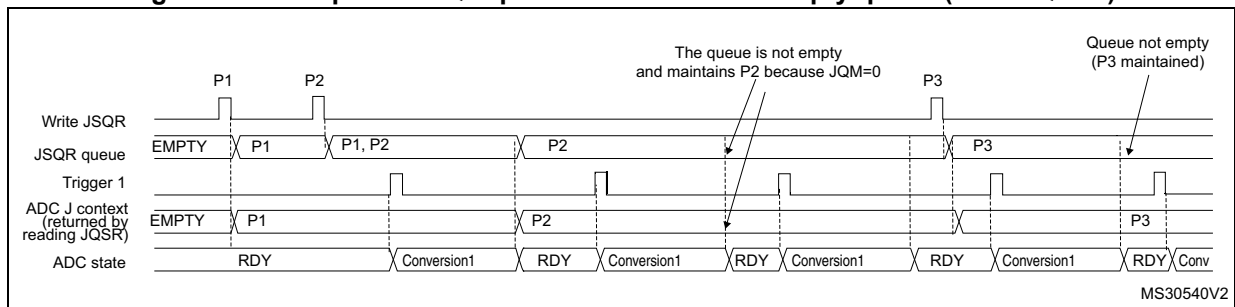 The queue is not empty
and maintains P2 because JQM=0
Queue not empty
(P3 maintained)
P1 P2 P3
Write JSQR
JSQR queue EMPTY P1 P1, P2 P2 P3
Trigger 1
ADC J context
(returned by
reading JQSR) EMPTY P1 P2 P3
ADC state RDY Conversion1 RDY Conversion1 RDY Conversion1 RDY Conversion1 RDY Conv
MS30540V2